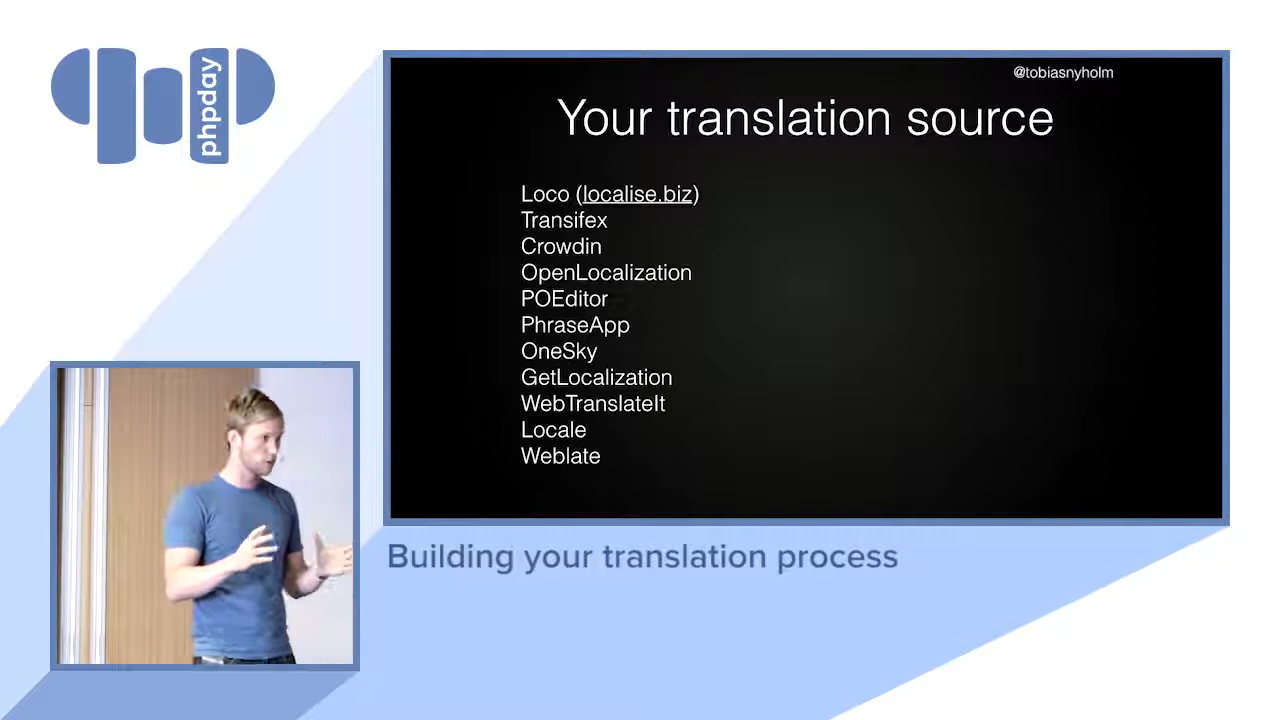 phpday
@tobiasnyholm
Your translation source
Loco (localise.biz)
Transifex
Crowdin
OpenLocalization
POEditor
PhraseApp
OneSky
GetLocalization
WebTranslateIt
Locale
Weblate
Building your translation process